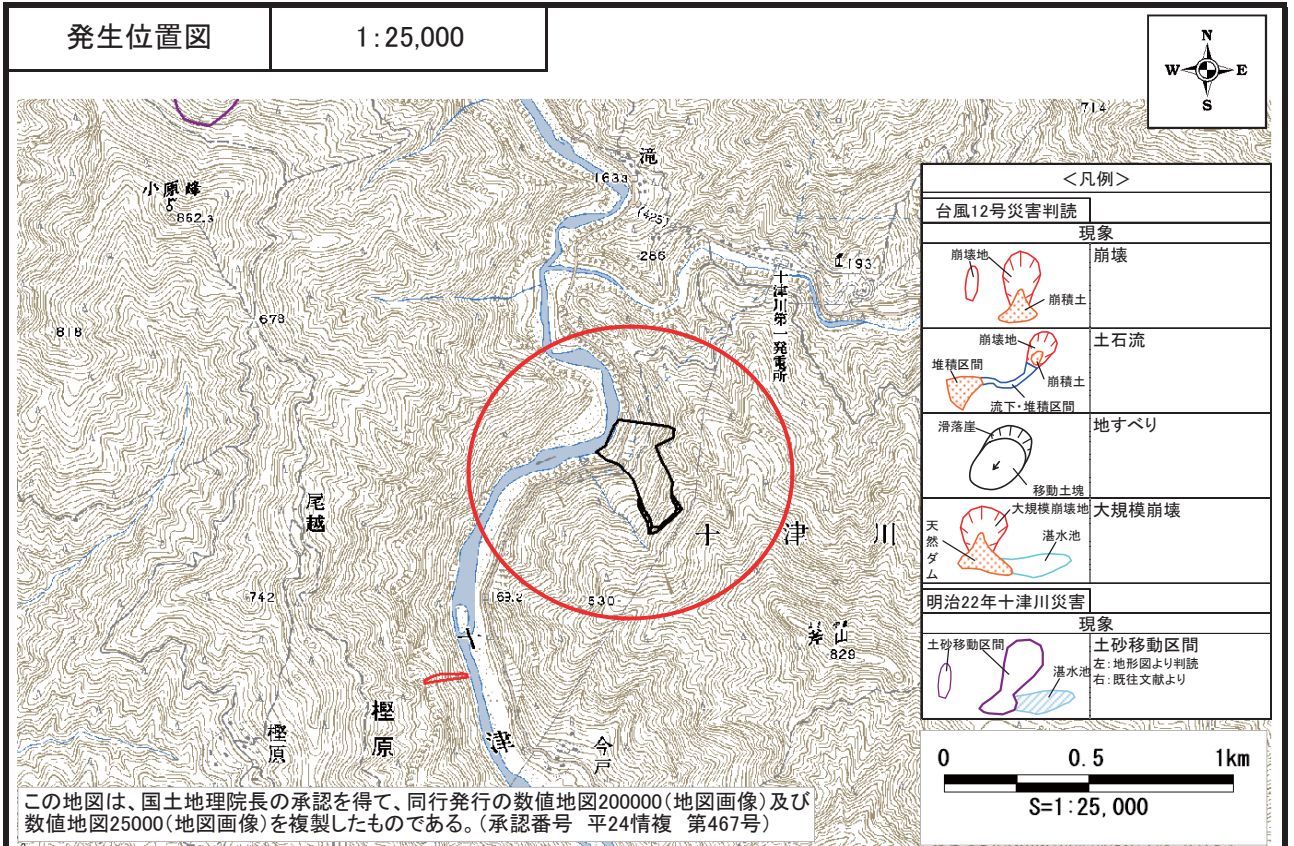 発生位置図
1:25,000
N
W E
S
714
滝
163a
小原峰
862.3
(425)
286
193
十津川第一発電所
818
678
尾越
十 津 川
742
169.2
530
斧山
829
十
樫原
樫原
津
今戸
<凡例>
台風12号災害判読
現象
崩壊地
崩壊
崩積土
崩壊地
土石流
堆積区間
崩積土
流下・堆積区間
滑落崖
地すべり
移動土塊
大規模崩壊地
大規模崩壊
天然ダム
湛水池
明治22年十津川災害
現象
土砂移動区間
土砂移動区間
左:地形図より判読
右:既往文献より
湛水池
0 0.5 1km
S=1:25,000
この地図は、国土地理院長の承認を得て、同行発行の数値地図200000(地図画像)及び
数値地図25000(地図画像)を複製したものである。(承認番号 平24情複 第467号)